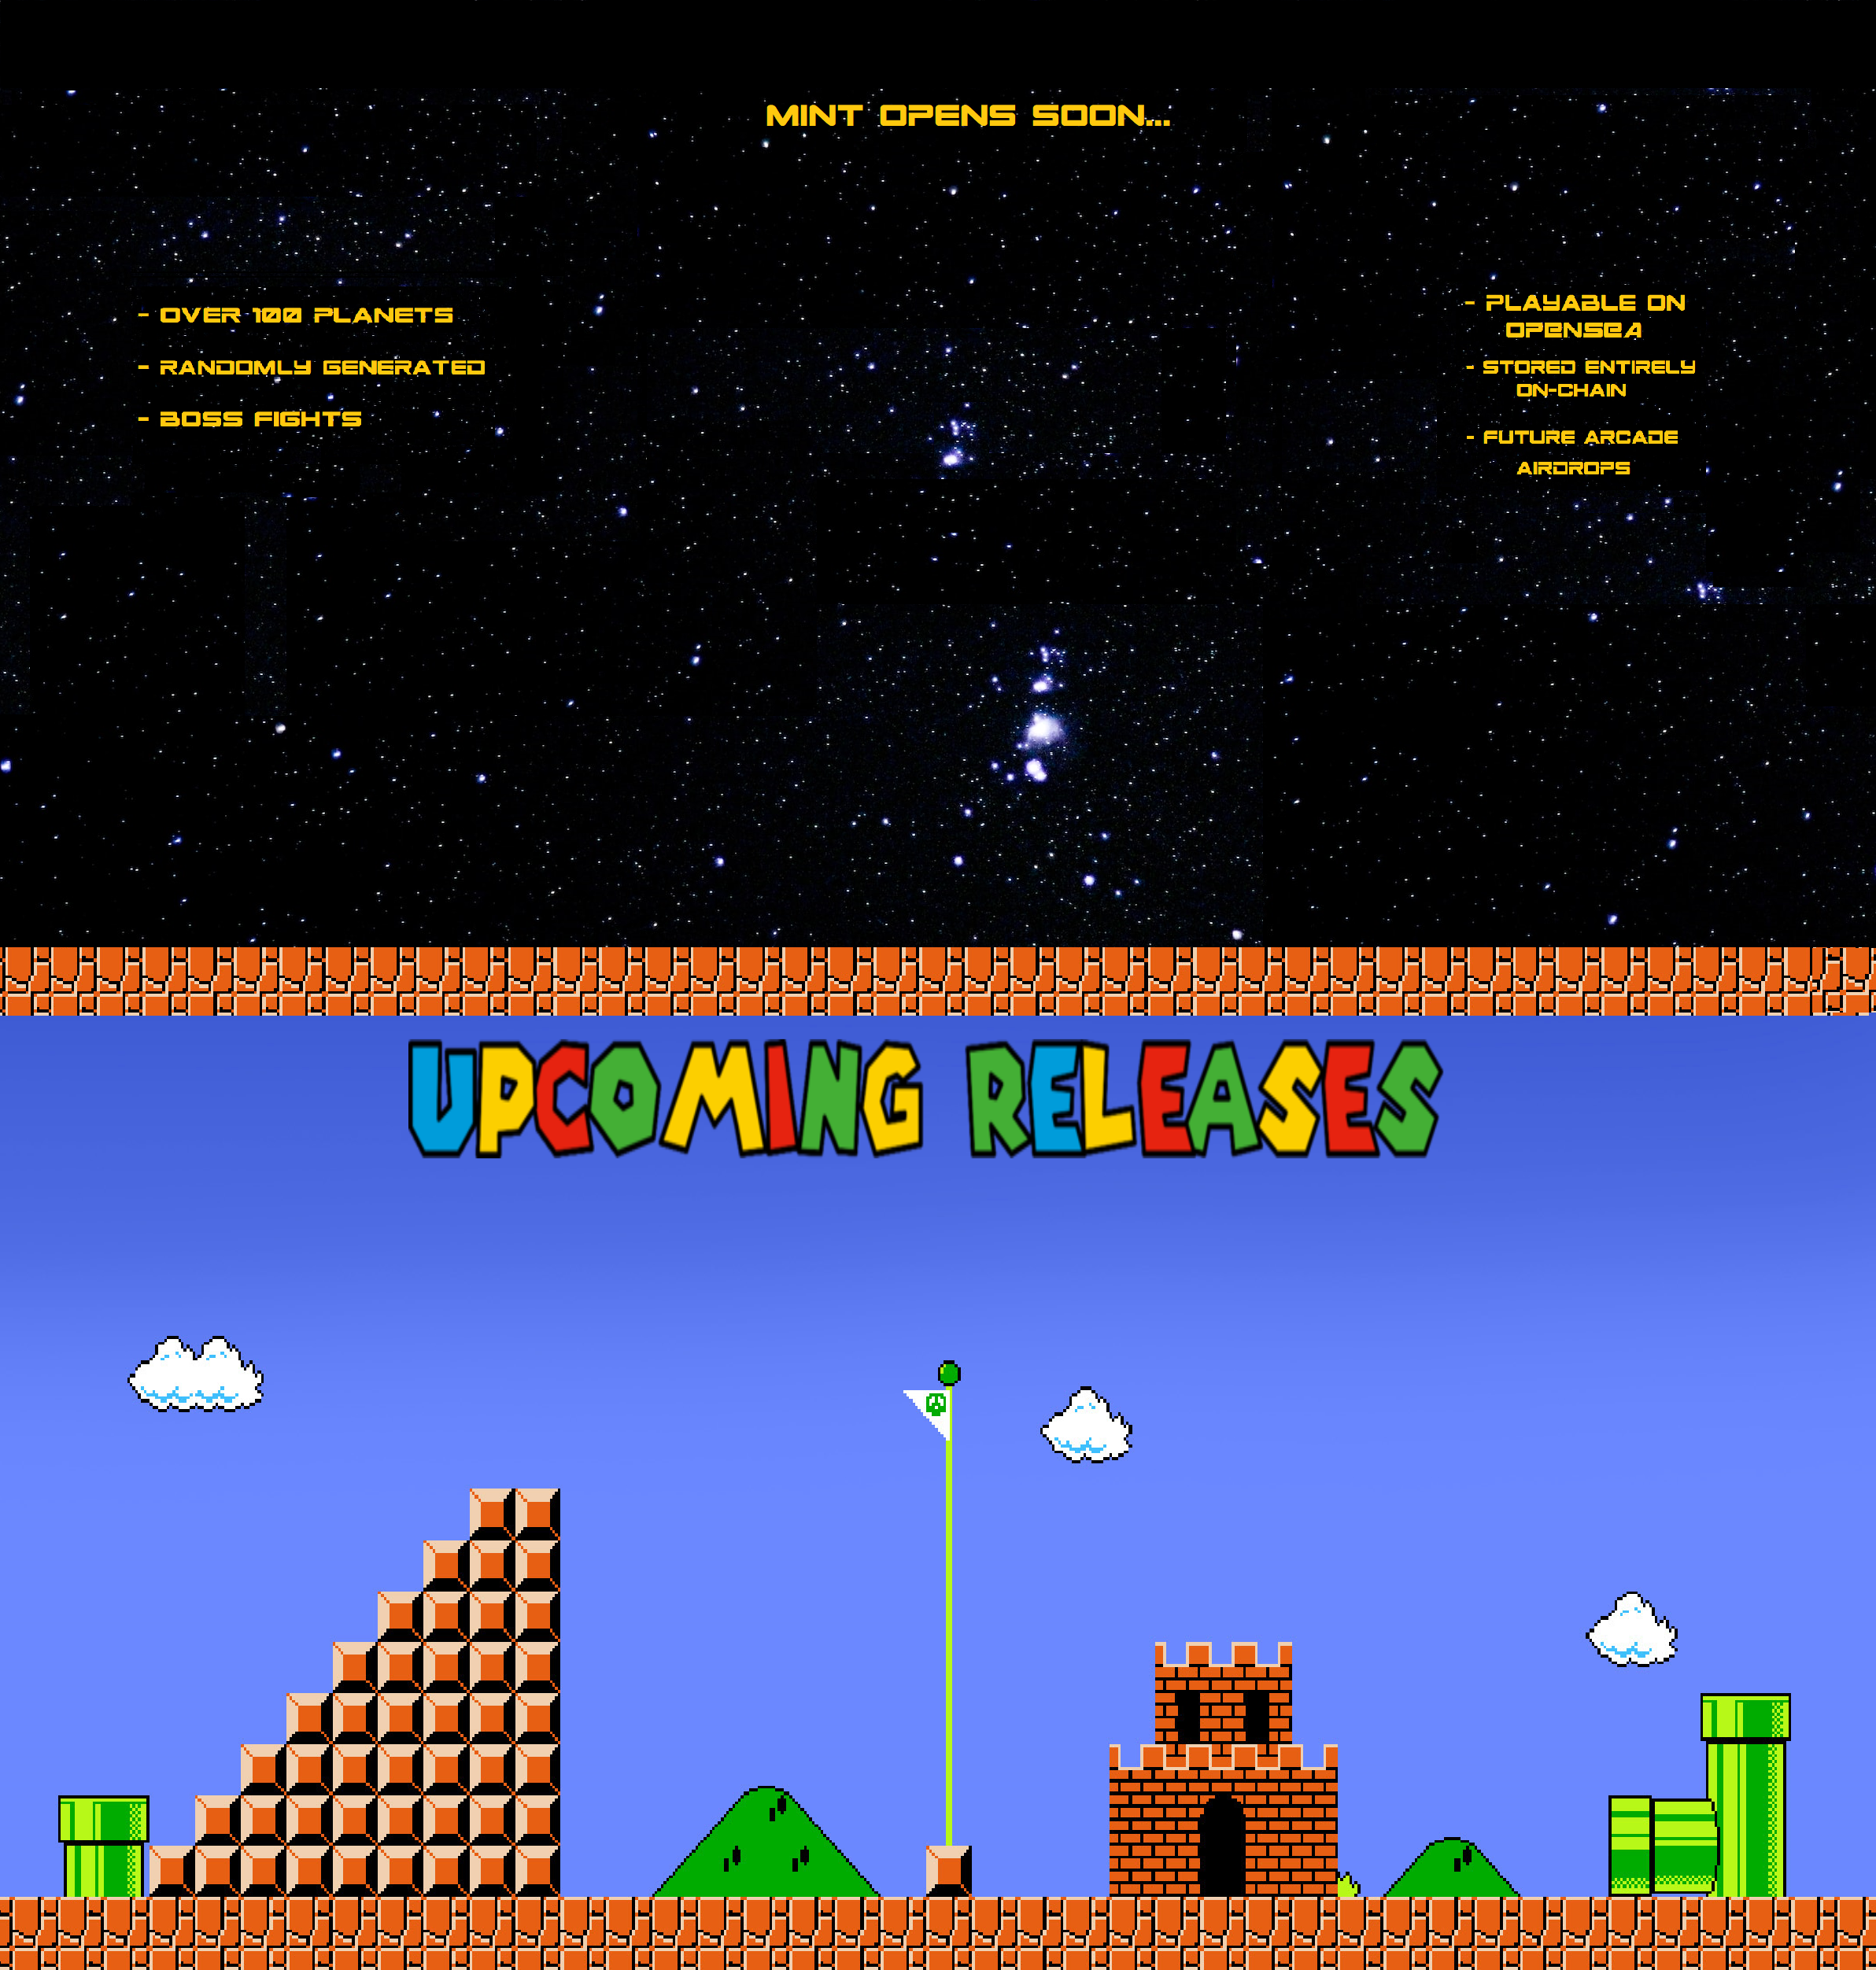 MINT OPENS SOON...
- OVER 100 PLANETS
- RANDOMLY GENERATED
- BOSS FIGHTS
- PLAYABLE ON
OPENSEA
- STORED ENTIRELY
ON-CHAIN
- FUTURE ARCADE
AIRDROPS
UPCOMING RELEASES